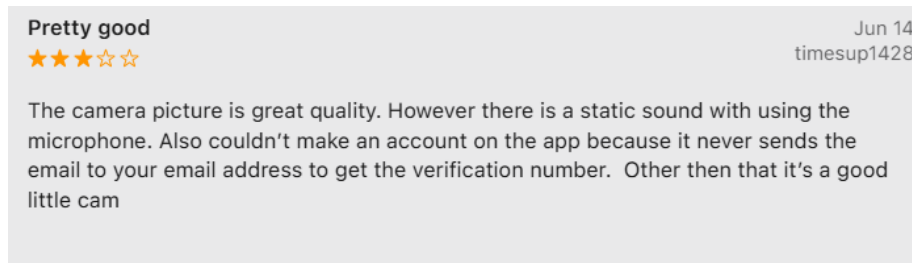 Pretty good
Jun 14
timesup1428
The camera picture is great quality. However there is a static sound with using the
microphone. Also couldn’t make an account on the app because it never sends the
email to your email address to get the verification number.  Other then that it’s a good
little cam